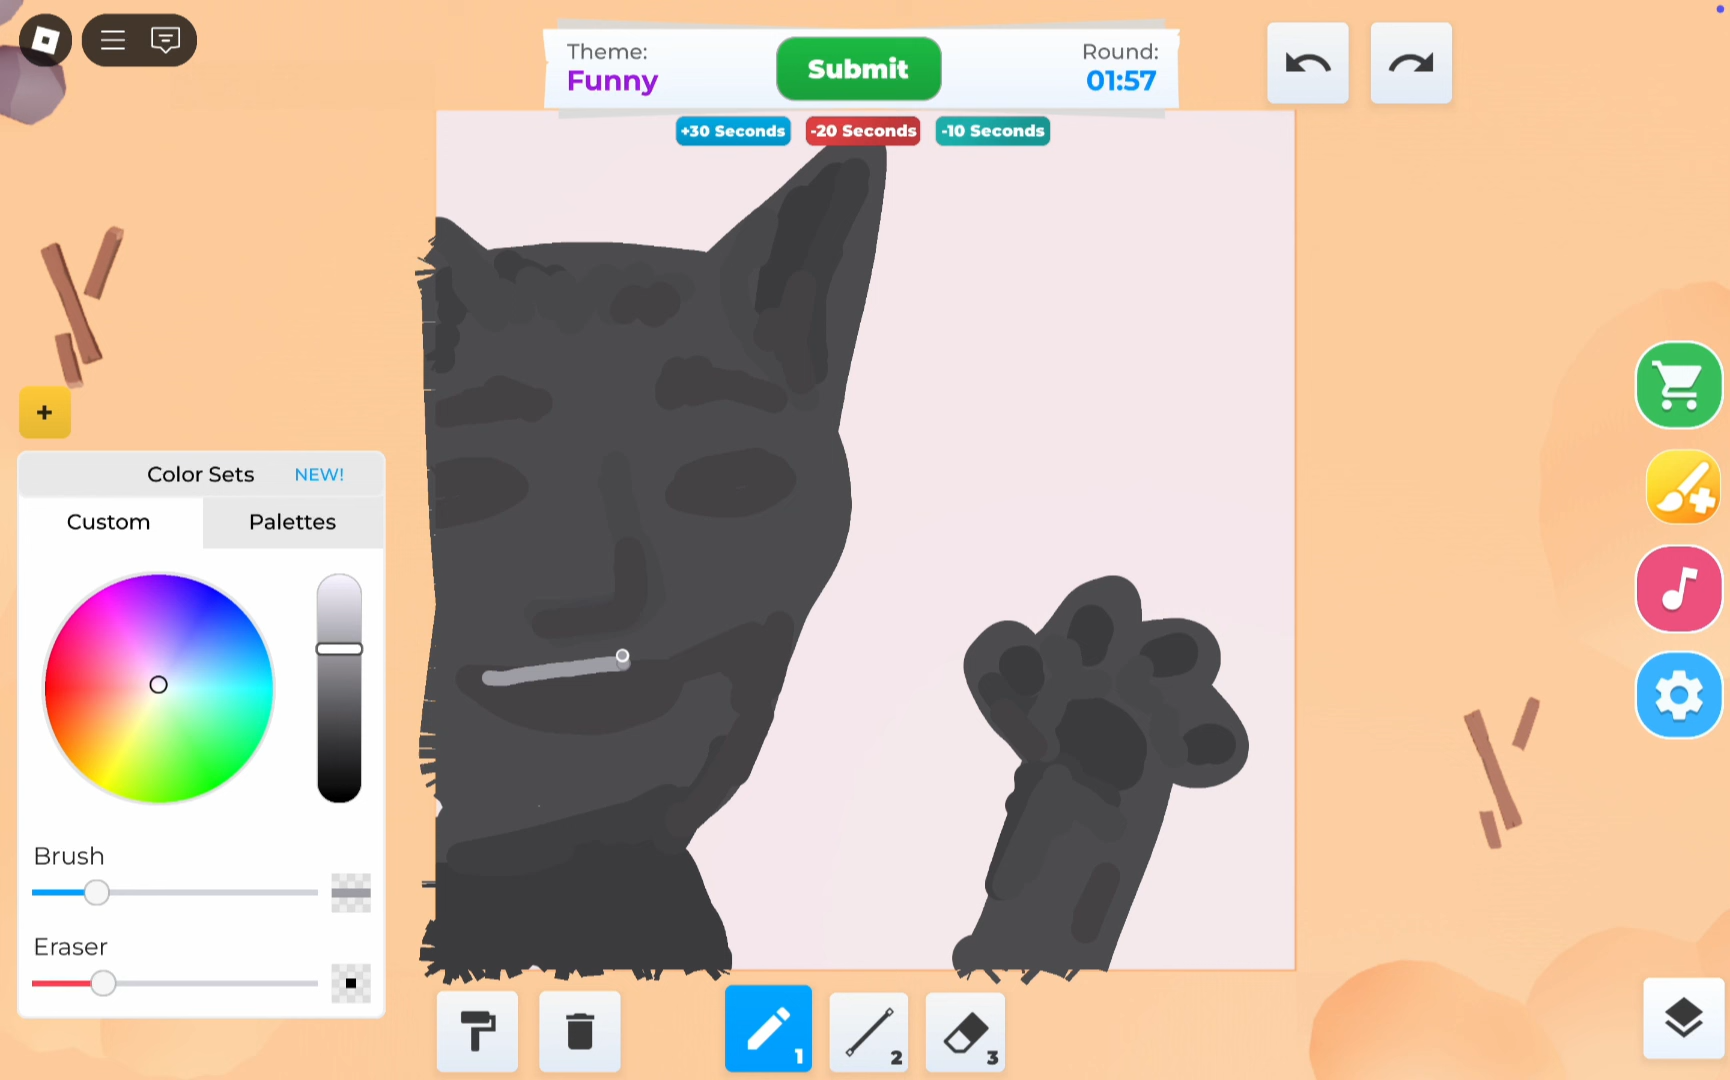 Theme:
Funny
Submit
Round:
01:57
+30 Seconds
-20 Seconds
-10 Seconds
+
Color Sets
NEW!
Custom
Palettes
Brush
Eraser
1
2
3